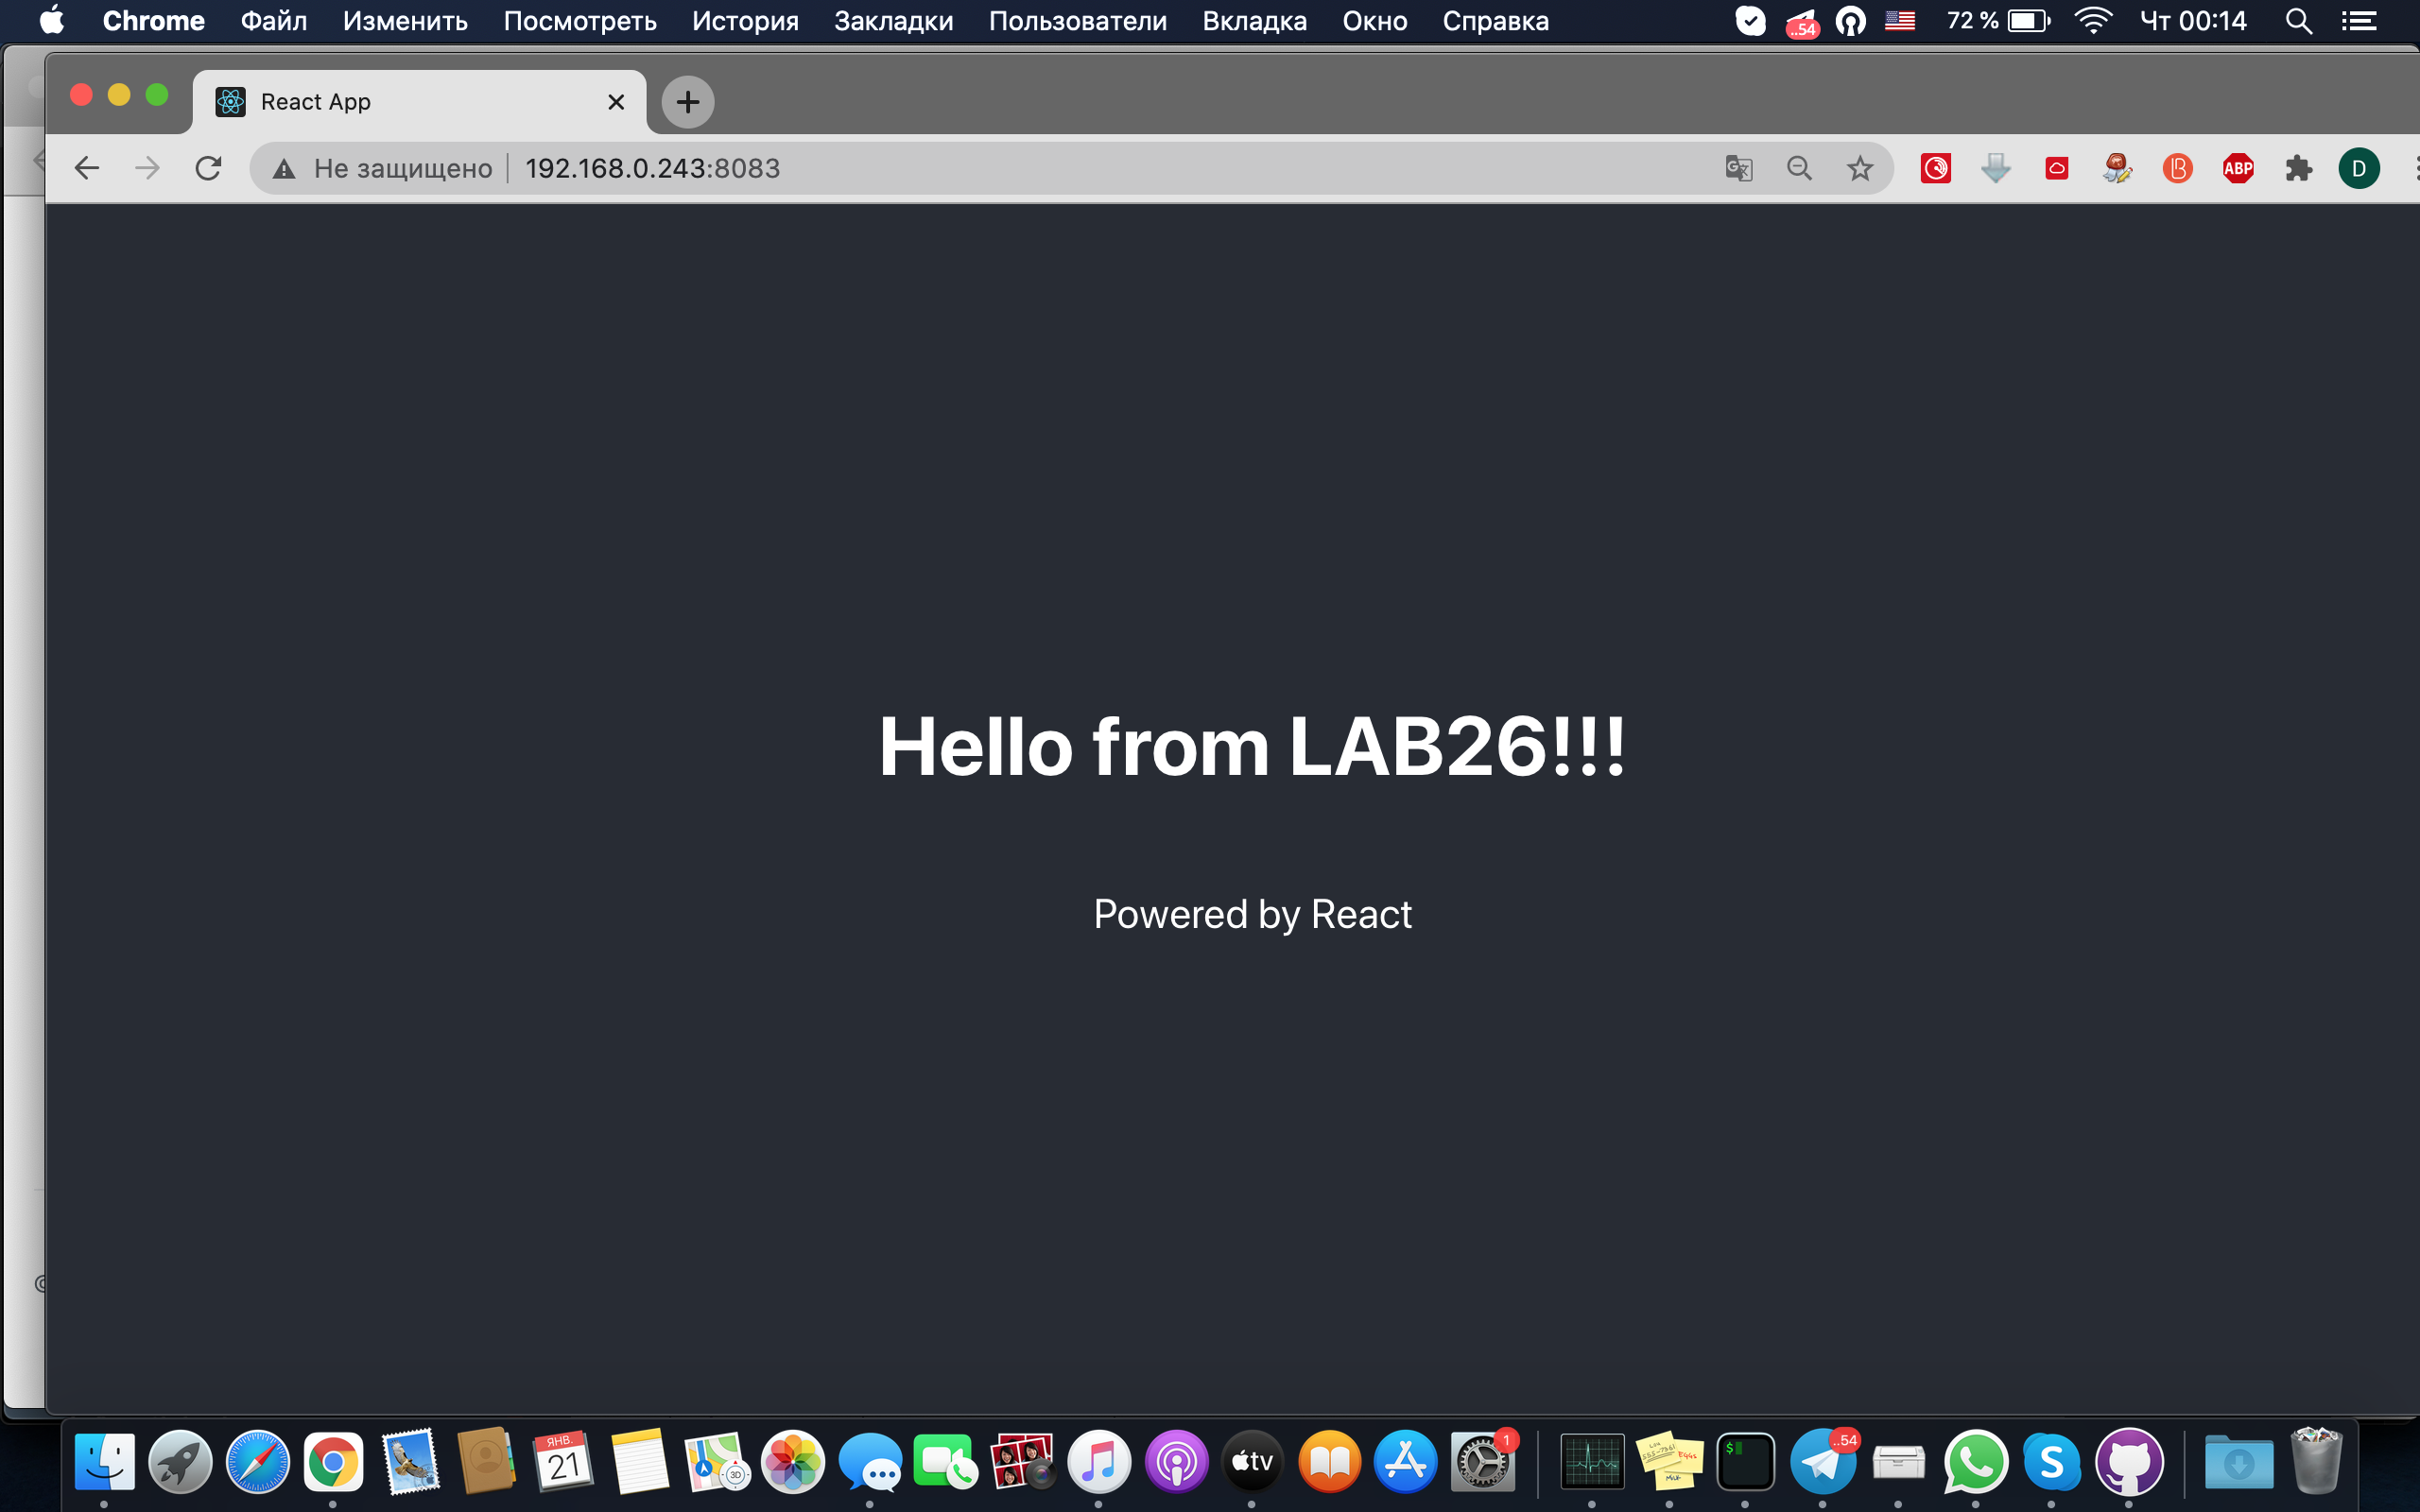 Chrome Файл Изменить Посмотреть История Закладки Пользователи Вкладка Окно Справка ..54 72 % Чт 00:14
React App
Не защищено 192.168.0.243:8083 ABP D
Hello from LAB26!!!
Powered by React
ЯНВ. 21 3D tv 1 $ ..54 S